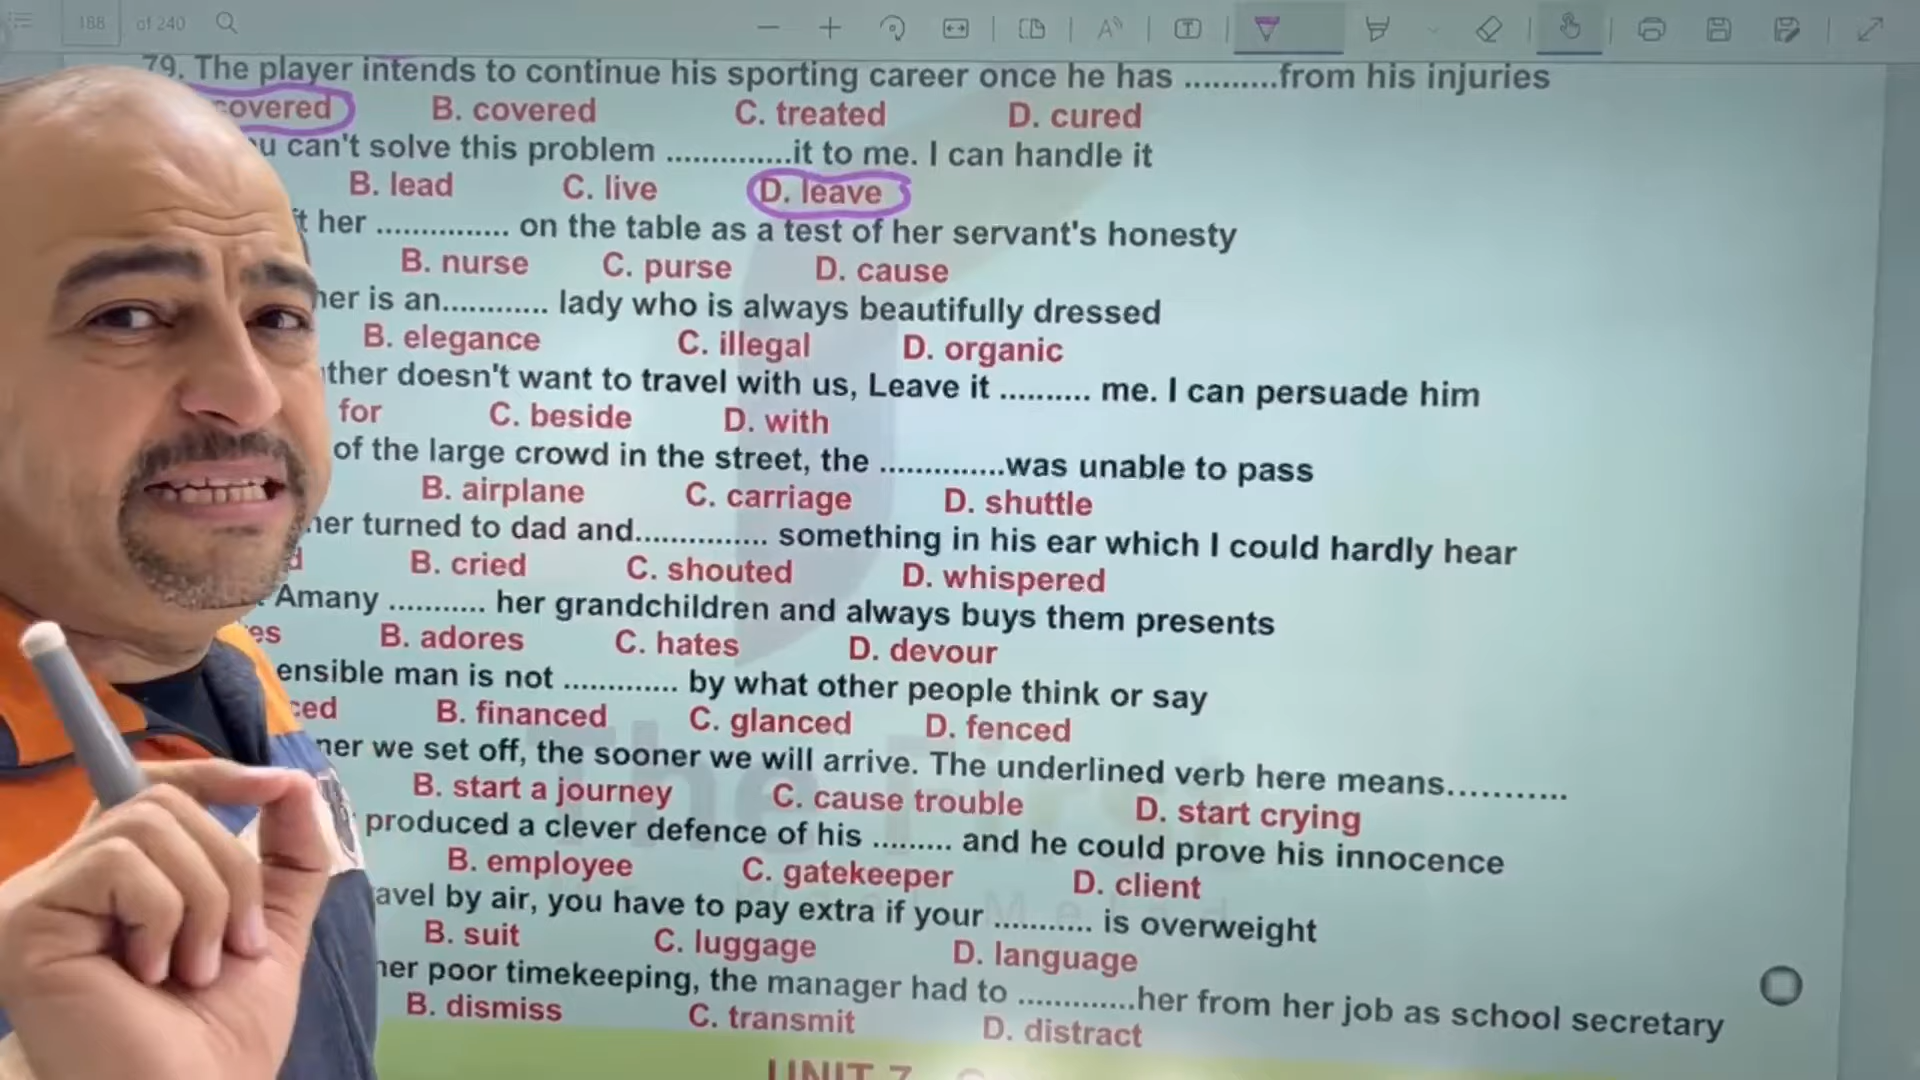 188 of 240
79. The player intends to continue his sporting career once he has ..........from his injuries
covered B. covered C. treated D. cured
can't solve this problem ..............it to me. I can handle it
B. lead C. live D. leave
her ............... on the table as a test of her servant's honesty
B. nurse C. purse D. cause
is an............ lady who is always beautifully dressed
B. elegance C. illegal D. organic
doesn't want to travel with us, Leave it .......... me. I can persuade him
for C. beside D. with
of the large crowd in the street, the ..............was unable to pass
B. airplane C. carriage D. shuttle
turned to dad and............... something in his ear which I could hardly hear
B. cried C. shouted D. whispered
Amany ........... her grandchildren and always buys them presents
B. adores C. hates D. devour
ensible man is not ............. by what other people think or say
B. financed C. glanced D. fenced
we set off, the sooner we will arrive. The underlined verb here means...........
B. start a journey C. cause trouble D. start crying
produced a clever defence of his ......... and he could prove his innocence
B. employee C. gatekeeper D. client
avel by air, you have to pay extra if your ........... is overweight
B. suit C. luggage D. language
her poor timekeeping, the manager had to .............her from her job as school secretary
B. dismiss C. transmit D. distract
UNIT 7